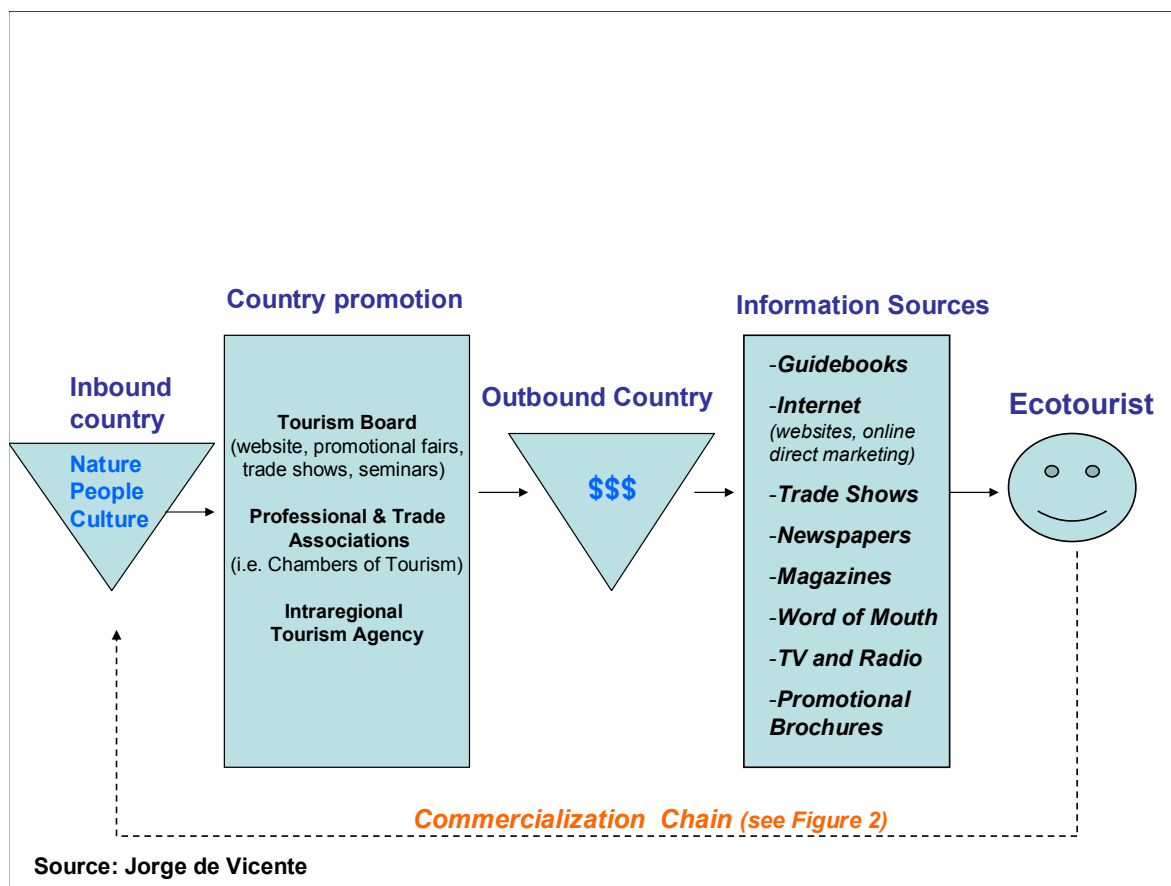 Inbound
country
Nature
People
Culture
Country promotion
Tourism Board
(website, promotional fairs,
trade shows, seminars)
Professional & Trade
Associations
(i.e. Chambers of Tourism)
Intraregional
Tourism Agency
Outbound Country
$$$
Information Sources
-Guidebooks
-Internet
(websites, online
direct marketing)
-Trade Shows
-Newspapers
-Magazines
-Word of Mouth
-TV and Radio
-Promotional
Brochures
Ecotourist
Commercialization Chain (see Figure 2)
Source: Jorge de Vicente